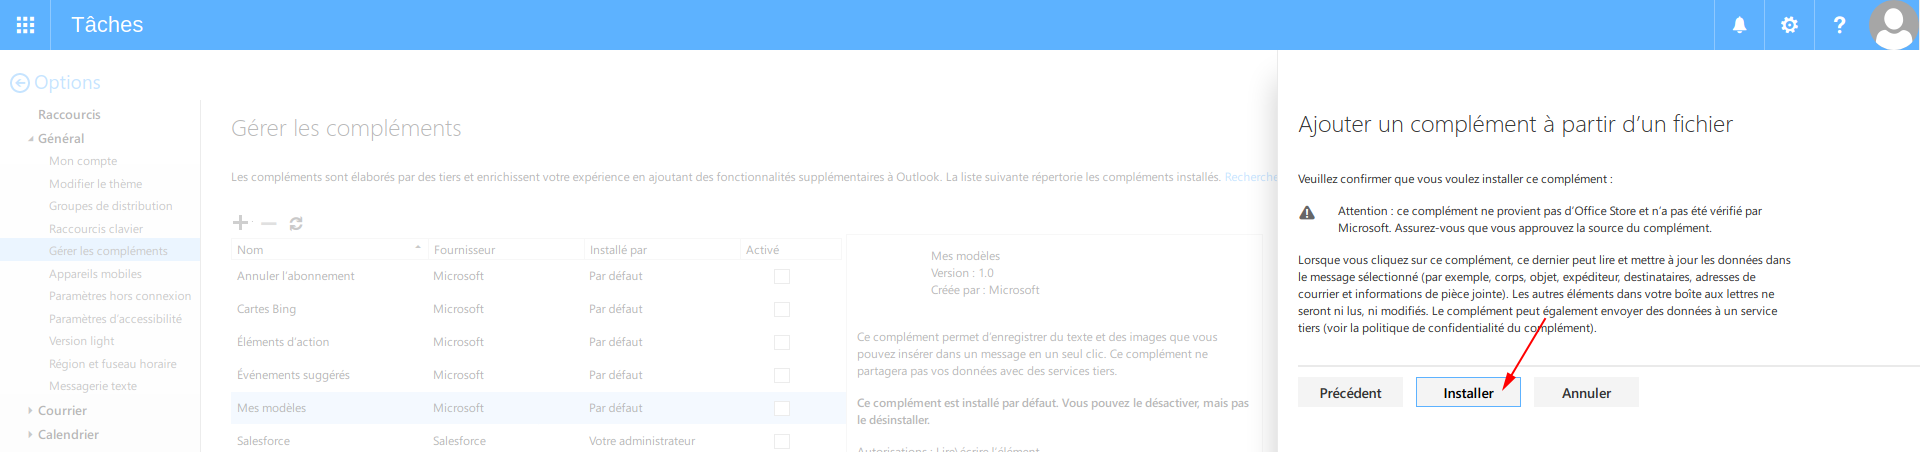 Tâches
?
Options
Raccourcis
Général
Mon compte
Modifier le thème
Groupes de distribution
Raccourcis clavier
Gérer les compléments
Appareils mobiles
Paramètres hors connexion
Paramètres d'accessibilité
Version light
Région et fuseau horaire
Messagerie texte
Courrier
Calendrier
Gérer les compléments
Les compléments sont élaborés par des tiers et enrichissent votre expérience en ajoutant des fonctionnalités supplémentaires à Outlook. La liste suivante répertorie les compléments installés. Recherche
Nom Fournisseur Installé par Activé
Annuler l'abonnement Microsoft Par défaut
Cartes Bing Microsoft Par défaut
Éléments d'action Microsoft Par défaut
Événements suggérés Microsoft Par défaut
Mes modèles Microsoft Par défaut
Salesforce Salesforce Votre administrateur
Mes modèles
Version : 1.0
Créée par : Microsoft
Ce complément permet d'enregistrer du texte et des images que vous
pouvez insérer dans un message en un seul clic. Ce complément ne
partagera pas vos données avec des services tiers.
Ce complément est installé par défaut. Vous pouvez le désactiver, mais pas
le désinstaller.
Autorisations : Lire\écrire l'élément
Ajouter un complément à partir d'un fichier
Veuillez confirmer que vous voulez installer ce complément :
Attention : ce complément ne provient pas d'Office Store et n'a pas été vérifié par
Microsoft. Assurez-vous que vous approuvez la source du complément.
Lorsque vous cliquez sur ce complément, ce dernier peut lire et mettre à jour les données dans
le message sélectionné (par exemple, corps, objet, expéditeur, destinataires, adresses de
courrier et informations de pièce jointe). Les autres éléments dans votre boîte aux lettres ne
seront ni lus, ni modifiés. Le complément peut également envoyer des données à un service
tiers (voir la politique de confidentialité du complément).
Précédent Installer Annuler